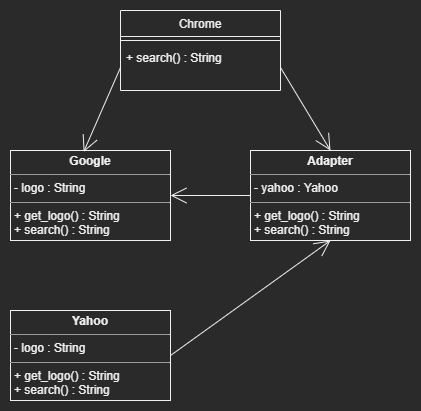 Chrome
+ search() : String
Google
- logo : String
+ get_logo() : String
+ search() : String
Adapter
- yahoo : Yahoo
+ get_logo() : String
+ search() : String
Yahoo
- logo : String
+ get_logo() : String
+ search() : String